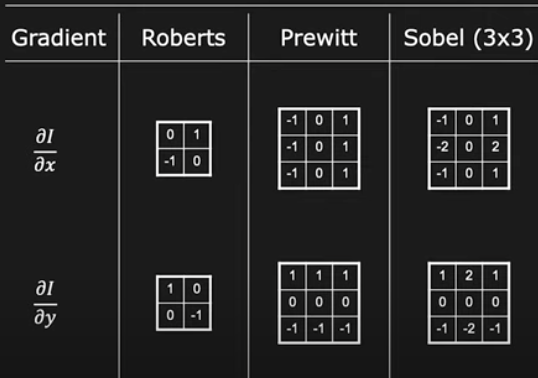 Gradient Roberts Prewitt Sobel (3x3)
∂I/∂x
0 1
-1 0
-1 0 1
-1 0 1
-1 0 1
-1 0 1
-2 0 2
-1 0 1
∂I/∂y
1 0
0 -1
1 1 1
0 0 0
-1 -1 -1
1 2 1
0 0 0
-1 -2 -1